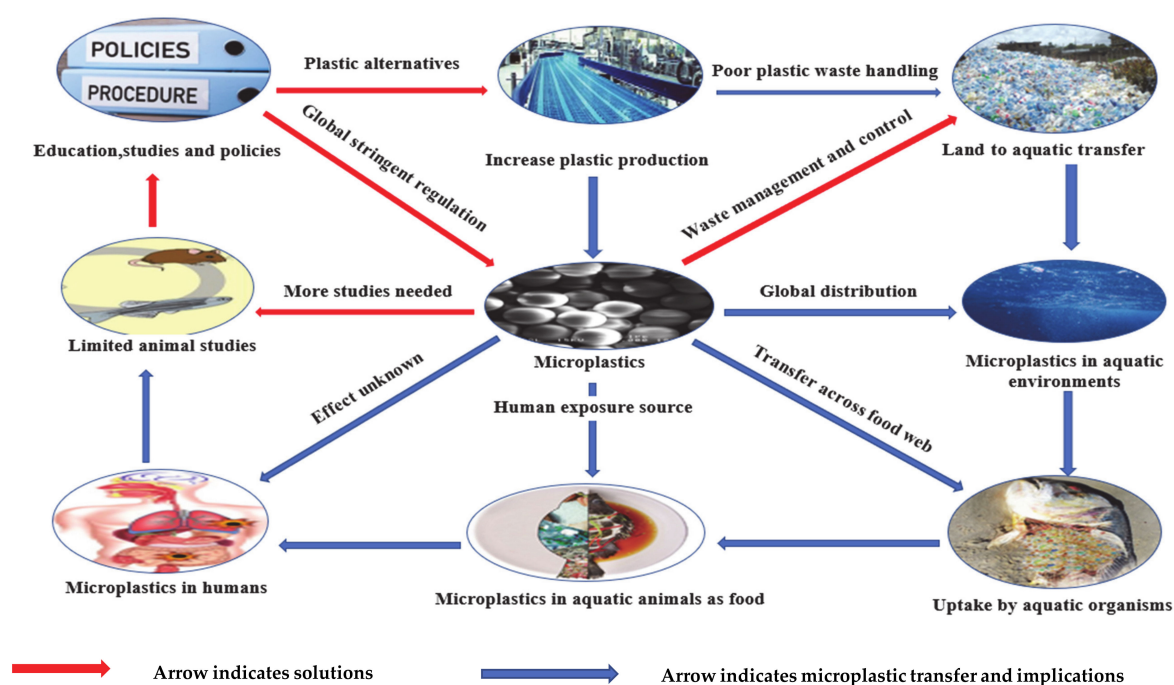 POLICIES
PROCEDURE
Plastic alternatives
Poor plastic waste handling
Education,studies and policies
Global stringent regulation
Increase plastic production
Waste management and control
Land to aquatic transfer
More studies needed
Global distribution
Limited animal studies
Microplastics
Microplastics in aquatic
environments
Effect unknown
Human exposure source
Transfer across food web
Microplastics in humans
Microplastics in aquatic animals as food
Uptake by aquatic organisms
Arrow indicates solutions
Arrow indicates microplastic transfer and implications